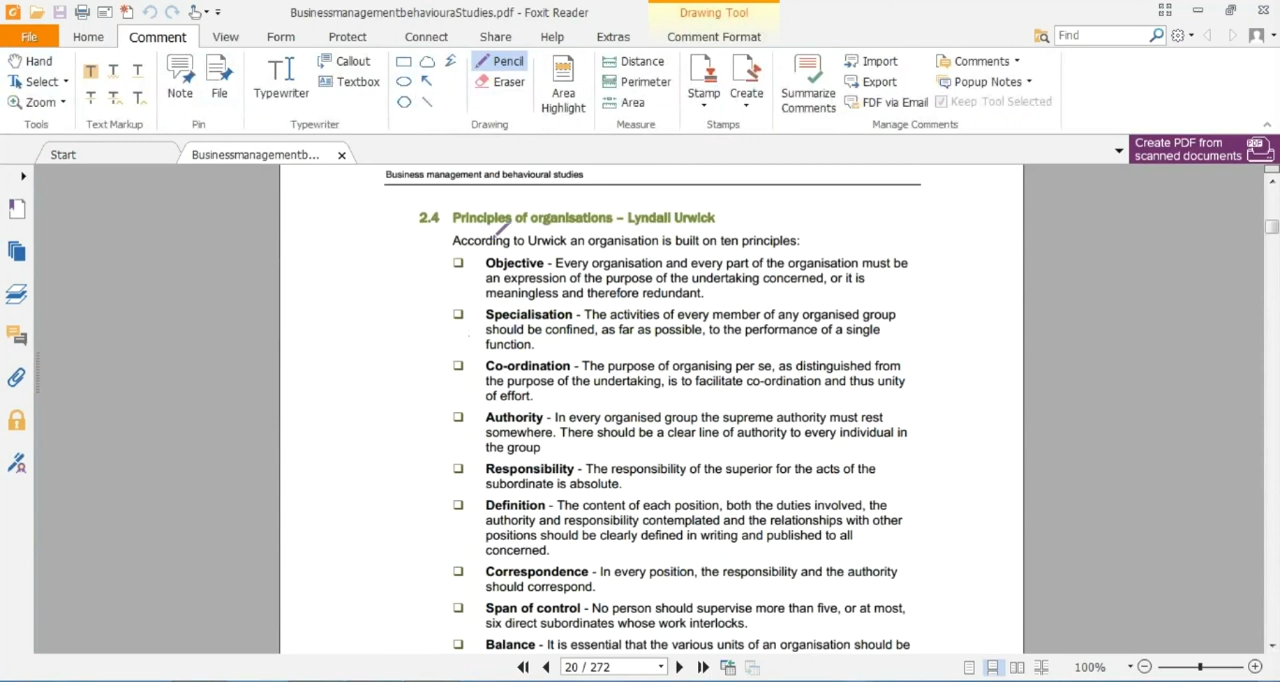 BusinessmanagementbehaviouraStudies.pdf - Foxit Reader
Drawing Tool
File Home Comment View Form Protect Connect Share Help Extras Comment Format
Find
Hand
Select
Zoom
Tools
Text Markup
Note
File
Pin
Typewriter
Callout
Textbox
Typewriter
Pencil
Eraser
Drawing
Area
Highlight
Distance
Perimeter
Area
Measure
Stamp
Create
Stamps
Summarize
Comments
Import
Export
FDF via Email
Comments
Popup Notes
Keep Tool Selected
Manage Comments
Start
Businessmanagementb...
Create PDF from
scanned documents
PDF
Business management and behavioural studies
2.4 Principles of organisations – Lyndall Urwick
According to Urwick an organisation is built on ten principles:
Objective - Every organisation and every part of the organisation must be
an expression of the purpose of the undertaking concerned, or it is
meaningless and therefore redundant.
Specialisation - The activities of every member of any organised group
should be confined, as far as possible, to the performance of a single
function.
Co-ordination - The purpose of organising per se, as distinguished from
the purpose of the undertaking, is to facilitate co-ordination and thus unity
of effort.
Authority - In every organised group the supreme authority must rest
somewhere. There should be a clear line of authority to every individual in
the group
Responsibility - The responsibility of the superior for the acts of the
subordinate is absolute.
Definition - The content of each position, both the duties involved, the
authority and responsibility contemplated and the relationships with other
positions should be clearly defined in writing and published to all
concerned.
Correspondence - In every position, the responsibility and the authority
should correspond.
Span of control - No person should supervise more than five, or at most,
six direct subordinates whose work interlocks.
Balance - It is essential that the various units of an organisation should be
20 / 272
100%